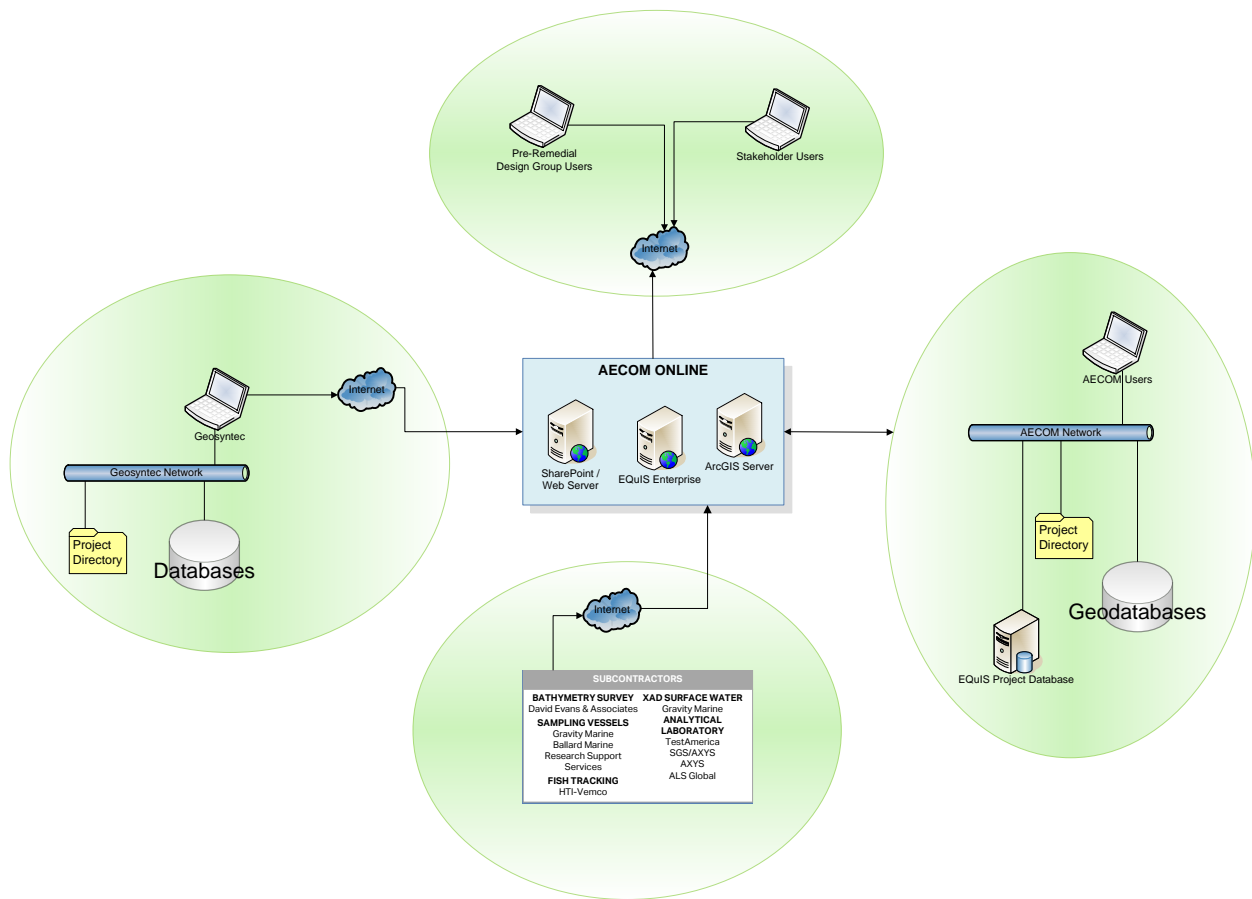 Pre-Remedial
Design Group Users
Stakeholder Users
Internet
Internet
Geosyntec
Geosyntec Network
Project
Directory
Databases
AECOM ONLINE
SharePoint /
Web Server
EQuIS Enterprise
ArcGIS Server
AECOM Users
AECOM Network
Project
Directory
Geodatabases
EQuIS Project Database
Internet
SUBCONTRACTORS
BATHYMETRY SURVEY
David Evans & Associates
SAMPLING VESSELS
Gravity Marine
Ballard Marine
Research Support
Services
FISH TRACKING
HTI-Vemco
XAD SURFACE WATER
Gravity Marine
ANALYTICAL
LABORATORY
TestAmerica
SGS/AXYS
AXYS
ALS Global